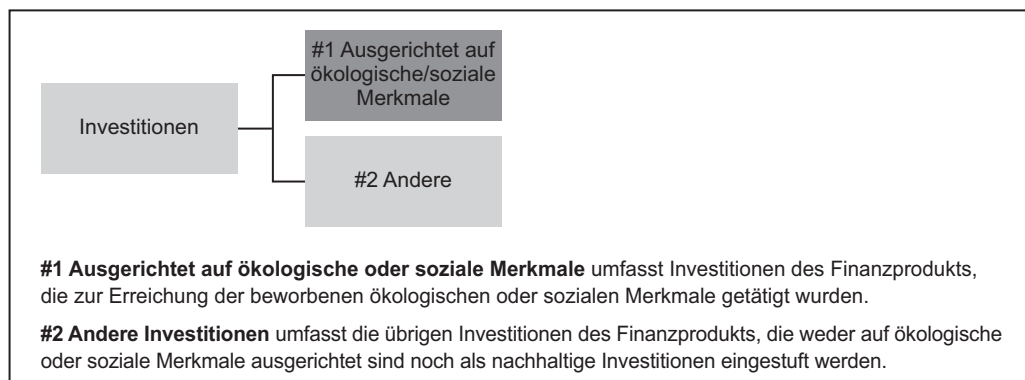 #1 Ausgerichtet auf
ökologische/soziale
Merkmale
Investitionen
#2 Andere
#1 Ausgerichtet auf ökologische oder soziale Merkmale umfasst Investitionen des Finanzprodukts,
die zur Erreichung der beworbenen ökologischen oder sozialen Merkmale getätigt wurden.
#2 Andere Investitionen umfasst die übrigen Investitionen des Finanzprodukts, die weder auf ökologische
oder soziale Merkmale ausgerichtet sind noch als nachhaltige Investitionen eingestuft werden.